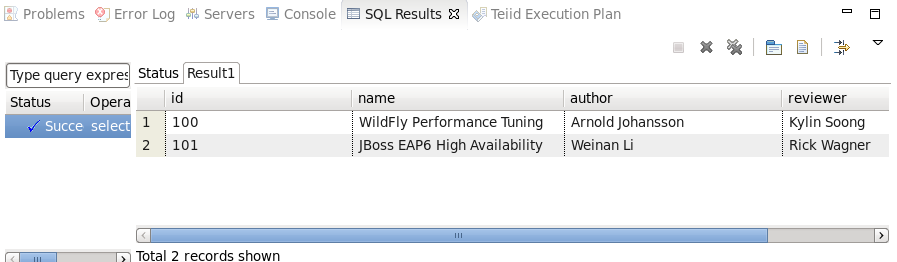 Problems Error Log Servers Console SQL Results Teiid Execution Plan
Type query expres Status Result1
Status Opera id name author reviewer
Succe select 1 100 WildFly Performance Tuning Arnold Johansson Kylin Soong
2 101 JBoss EAP6 High Availability Weinan Li Rick Wagner
Total 2 records shown